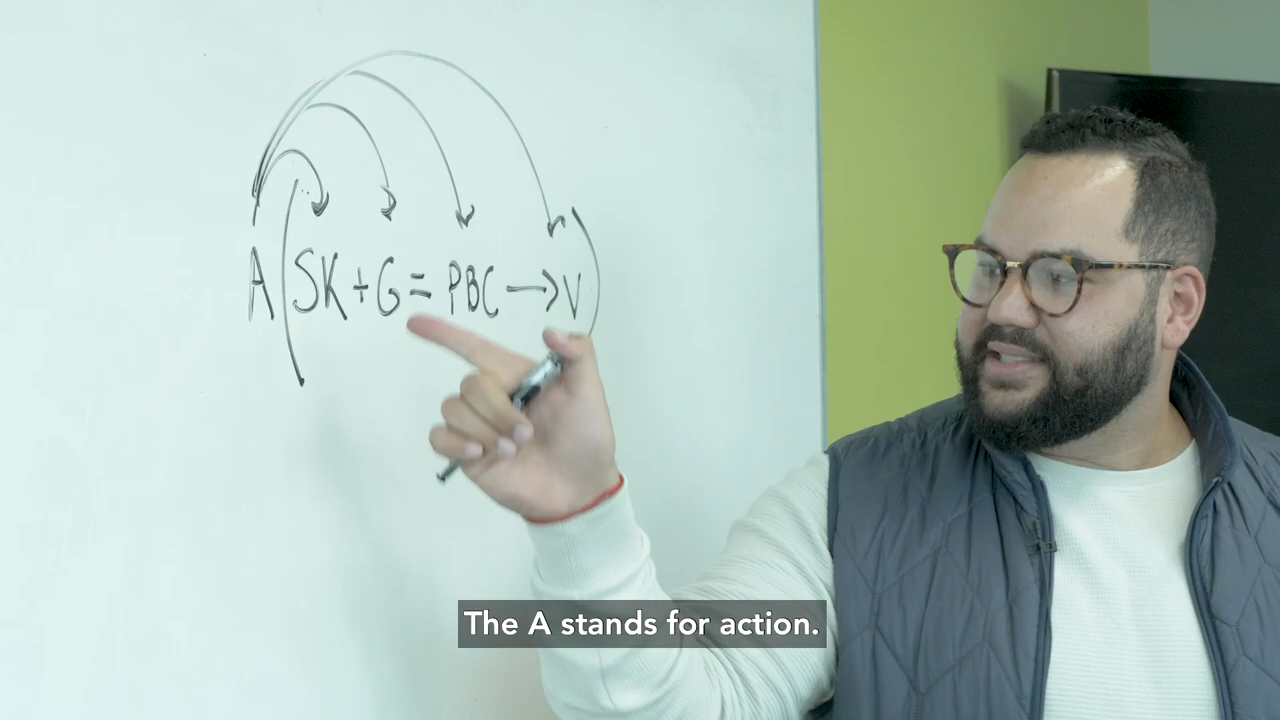 A (SK + G = PBC → V)
The A stands for action.